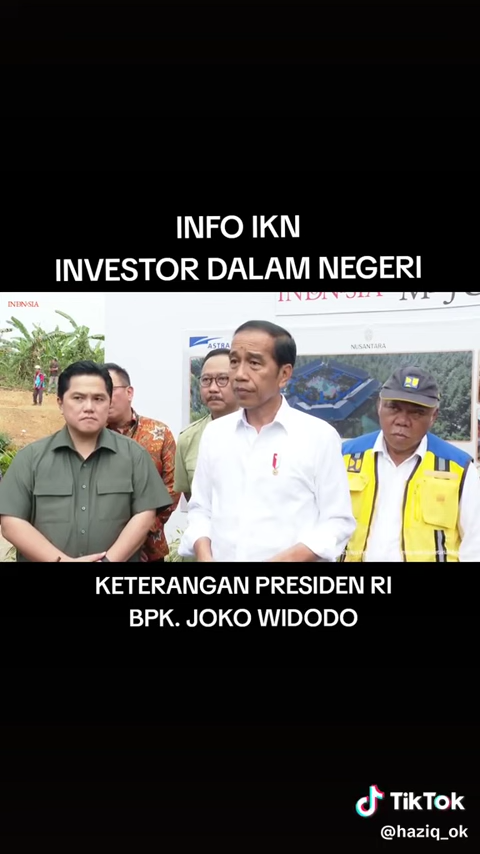 INFO IKN
INVESTOR DALAM NEGERI
ASTRA
NUSANTARA
KETERANGAN PRESIDEN RI
BPK. JOKO WIDODO
TikTok
@haziq_ok